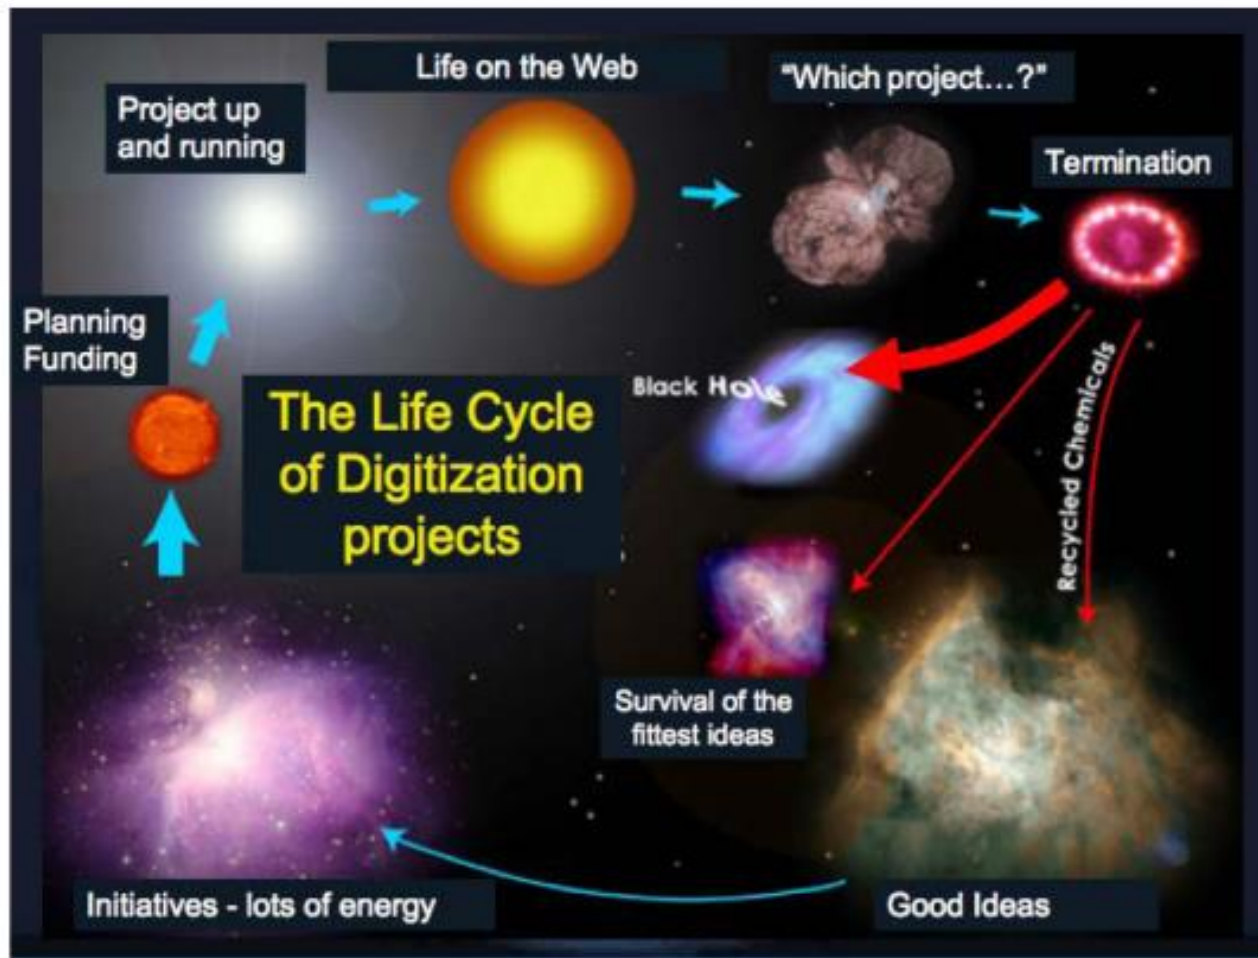 Life on the Web
"Which project...?"
Project up
and running
Termination
Planning
Funding
Black Hole
The Life Cycle
of Digitization
projects
Recycled Chemicals
Survival of the
fittest ideas
Initiatives - lots of energy
Good Ideas